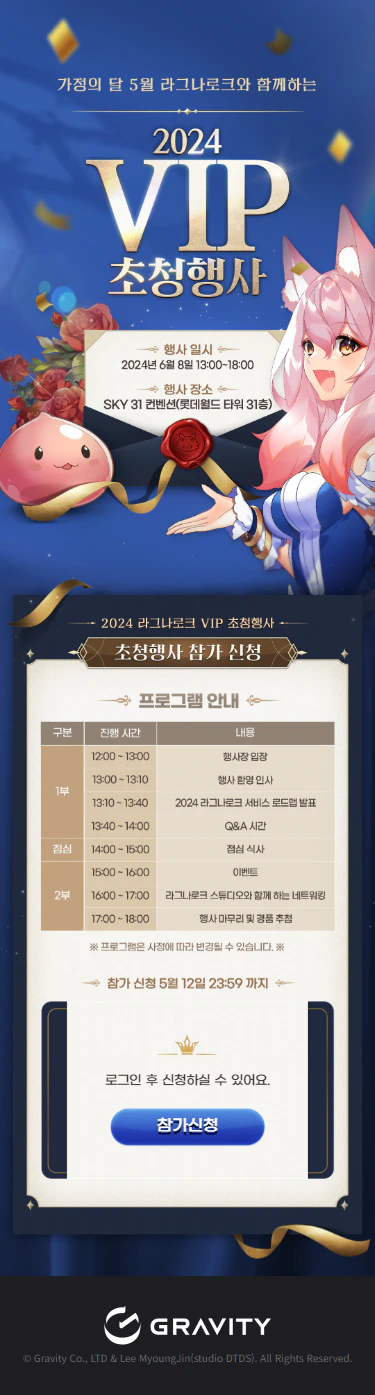 가정의 달 5월 라그나로크와 함께하는
2024
VIP
초청행사
행사 일시
2024년 6월 8일 13:00~18:00
행사 장소
SKY 31 컨벤션(롯데월드 타워 31층)
2024 라그나로크 VIP 초청행사
초청행사 참가 신청
프로그램 안내
구분 진행 시간 내용
1부
12:00 ~ 13:00 행사장 입장
13:00 ~ 13:10 행사 환영 인사
13:10 ~ 13:40 2024 라그나로크 서비스 로드맵 발표
13:40 ~ 14:00 Q&A 시간
점심 14:00 ~ 15:00 점심 식사
2부
15:00 ~ 16:00 이벤트
16:00 ~ 17:00 라그나로크 스튜디오와 함께 하는 네트워킹
17:00 ~ 18:00 행사 마무리 및 경품 추첨
※ 프로그램은 사정에 따라 변경될 수 있습니다. ※
참가 신청 5월 12일 23:59 까지
로그인 후 신청하실 수 있어요.
참가신청
GRAVITY
© Gravity Co., LTD & Lee MyoungJin(studio DTDS). All Rights Reserved.